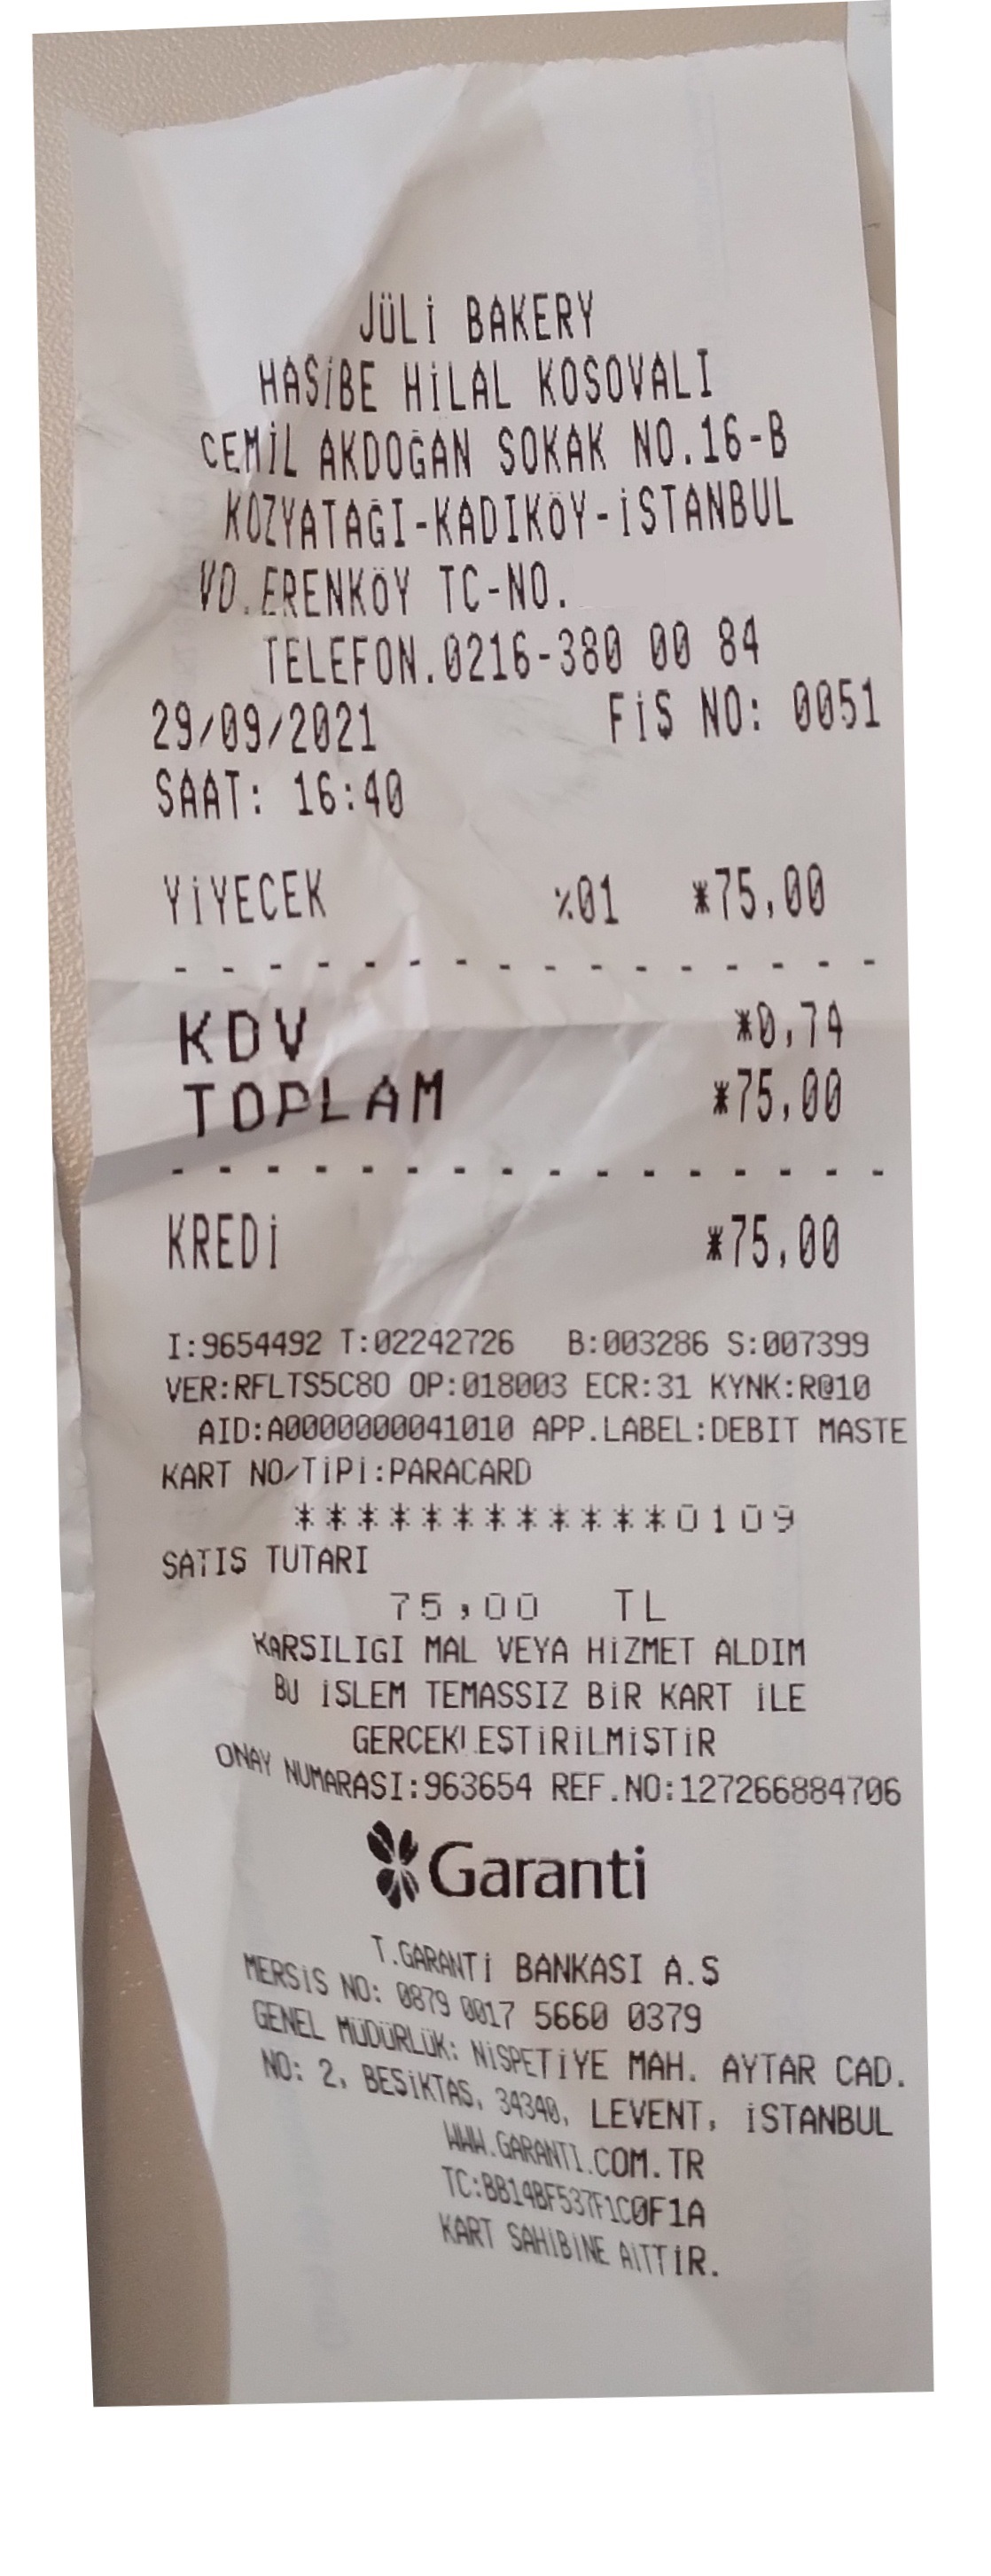 JÜLİ BAKERY
HASİBE HİLAL KOSOVALI
CEMİL AKDOĞAN SOKAK NO.16-B
KOZYATAĞI-KADIKÖY-İSTANBUL
VD.ERENKÖY TC-NO.
TELEFON.0216-380 00 84
29/09/2021 FİŞ NO: 0051
SAAT: 16:40
YİYECEK %01 *75,00
- - - - - - - - - - - - - - - -
KDV *0,74
TOPLAM *75,00
- - - - - - - - - - - - - - - -
KREDİ *75,00
I:9654492 T:02242726 B:003286 S:007399
VER:RFLTS5C80 OP:018003 ECR:31 KYNK:R@10
AID:A0000000041010 APP.LABEL:DEBIT MASTE
KART NO/TİPİ:PARACARD
************0109
SATIS TUTARI
75,00 TL
KARSILIGI MAL VEYA HİZMET ALDIM
BU İSLEM TEMASSIZ BİR KART İLE
GERCEKLESTİRİLMİSTİR
ONAY NUMARASI:963654 REF.NO:127266884706
Garanti
T.GARANTİ BANKASI A.S
MERSİS NO: 0879 0017 5660 0379
GENEL MÜDÜRLÜK: NİSPETİYE MAH. AYTAR CAD.
NO: 2, BESİKTAS, 34340, LEVENT, İSTANBUL
WWW.GARANTI.COM.TR
TC:BB14BF537F1C0F1A
KART SAHİBİNE AİTTİR.